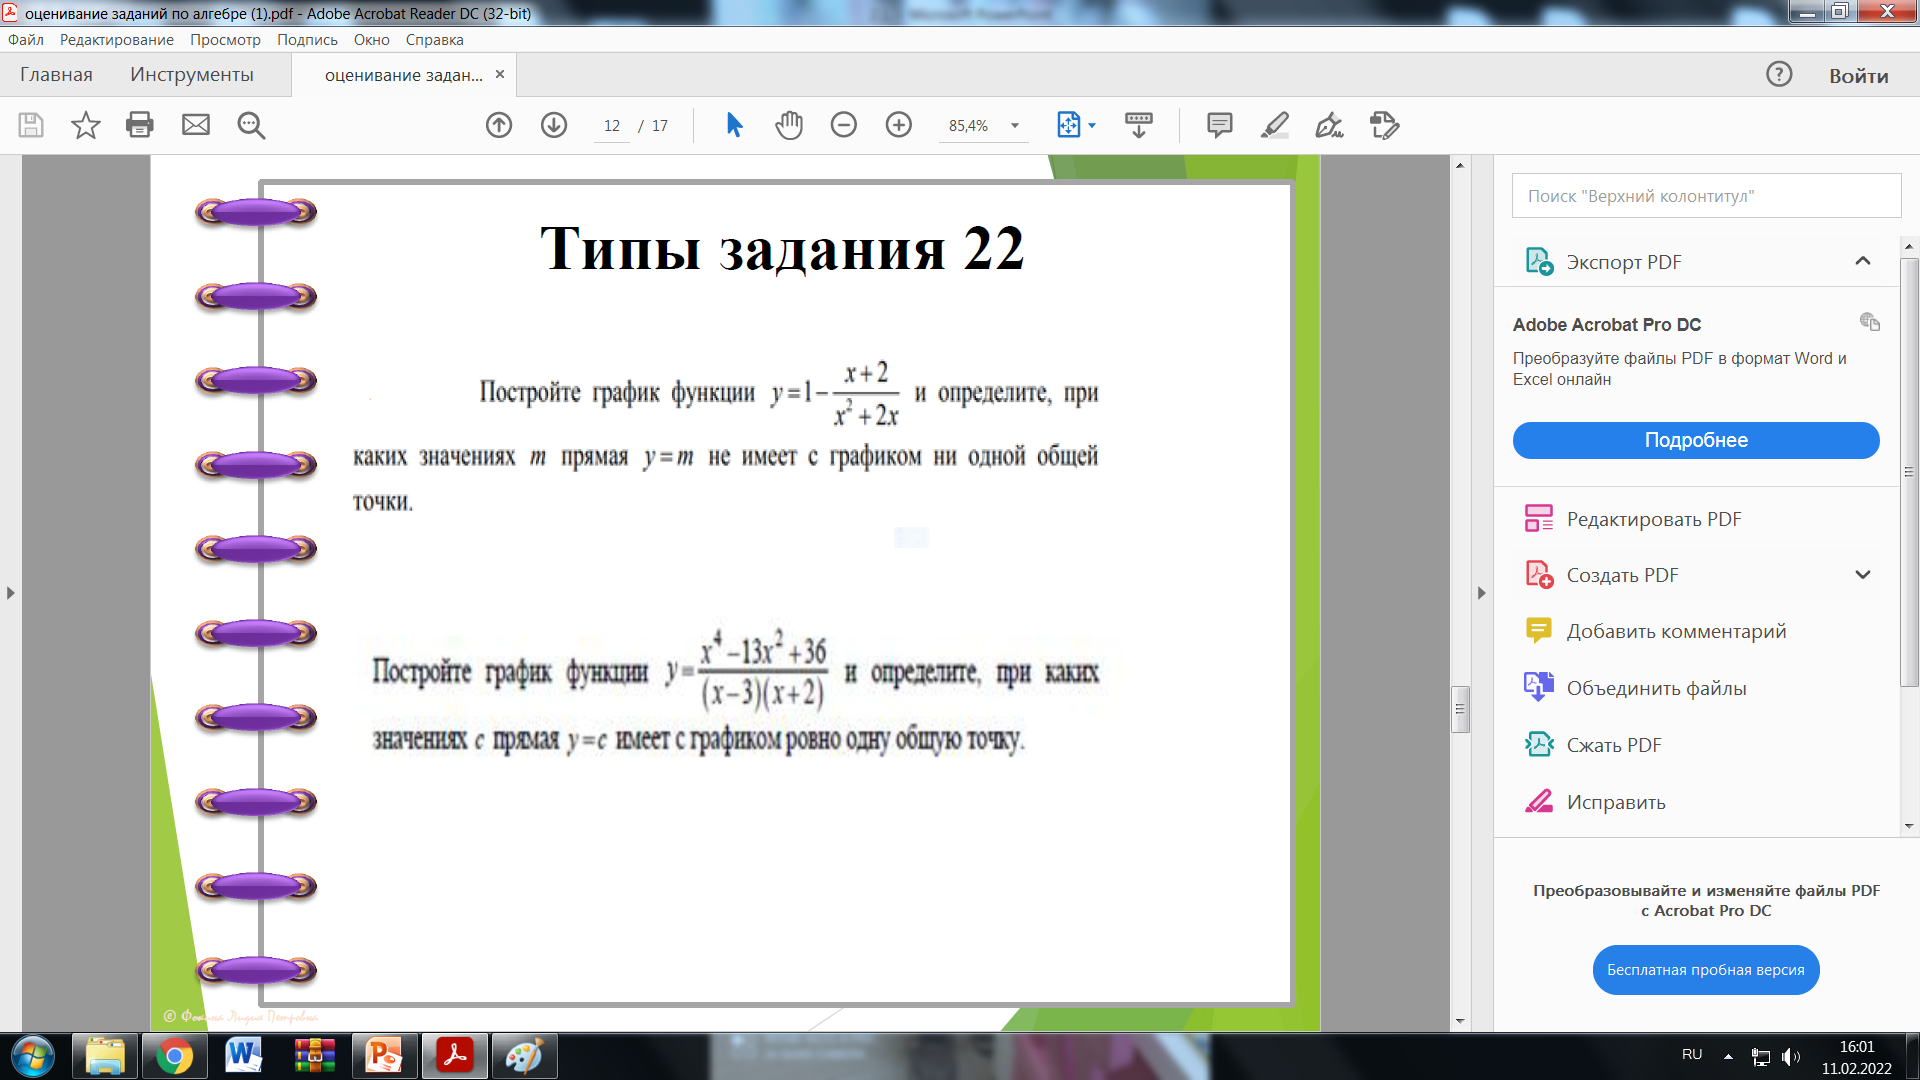 оценивание заданий по алгебре (1).pdf - Adobe Acrobat Reader DC (32-bit)
Файл Редактирование Просмотр Подпись Окно Справка
Главная Инструменты оценивание задан... × Войти
12 / 17 85,4%
Поиск "Верхний колонтитул"
Типы задания 22
Постройте график функции y=1−(x+2)/(x²+2x) и определите, при
каких значениях m прямая y=m не имеет с графиком ни одной общей
точки.
Постройте график функции y=(x⁴−13x²+36)/((x−3)(x+2)) и определите, при каких
значениях c прямая y=c имеет с графиком ровно одну общую точку.
© Фокина Лидия Петровна
Экспорт PDF
Adobe Acrobat Pro DC
Преобразуйте файлы PDF в формат Word и
Excel онлайн
Подробнее
Редактировать PDF
Создать PDF
Добавить комментарий
Объединить файлы
Сжать PDF
Исправить
Преобразовывайте и изменяйте файлы PDF
с Acrobat Pro DC
Бесплатная пробная версия
RU 16:01
11.02.2022